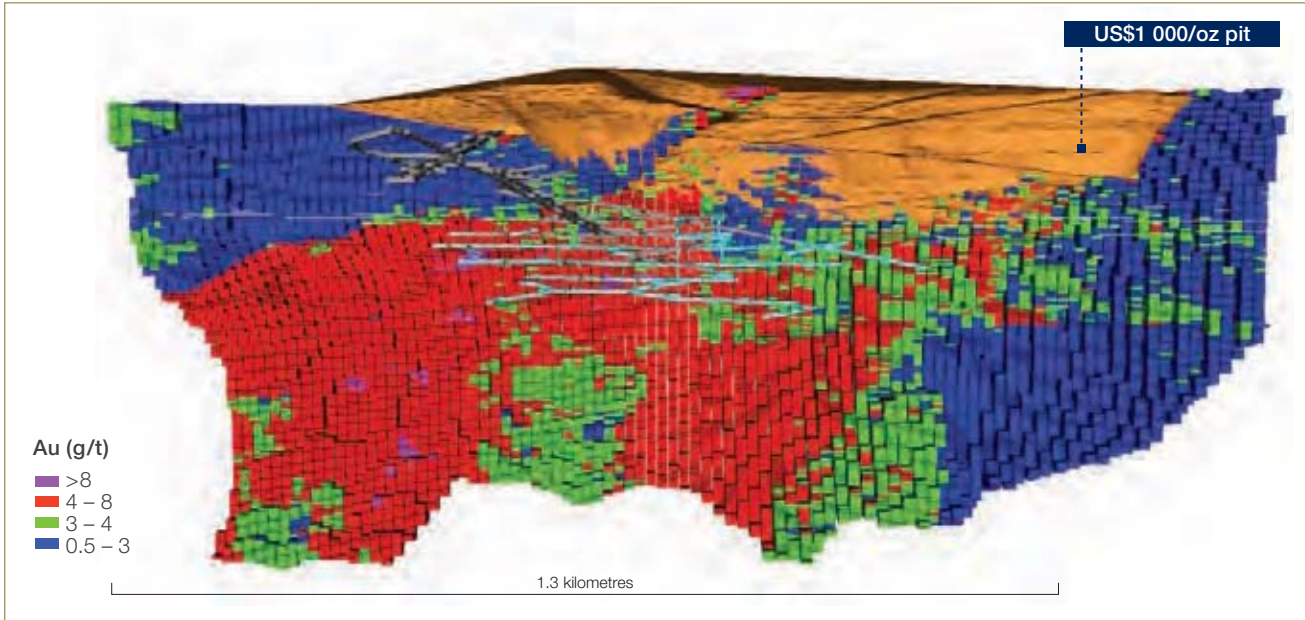 US$1 000/oz pit
Au (g/t)
>8
4 – 8
3 – 4
0.5 – 3
1.3 kilometres